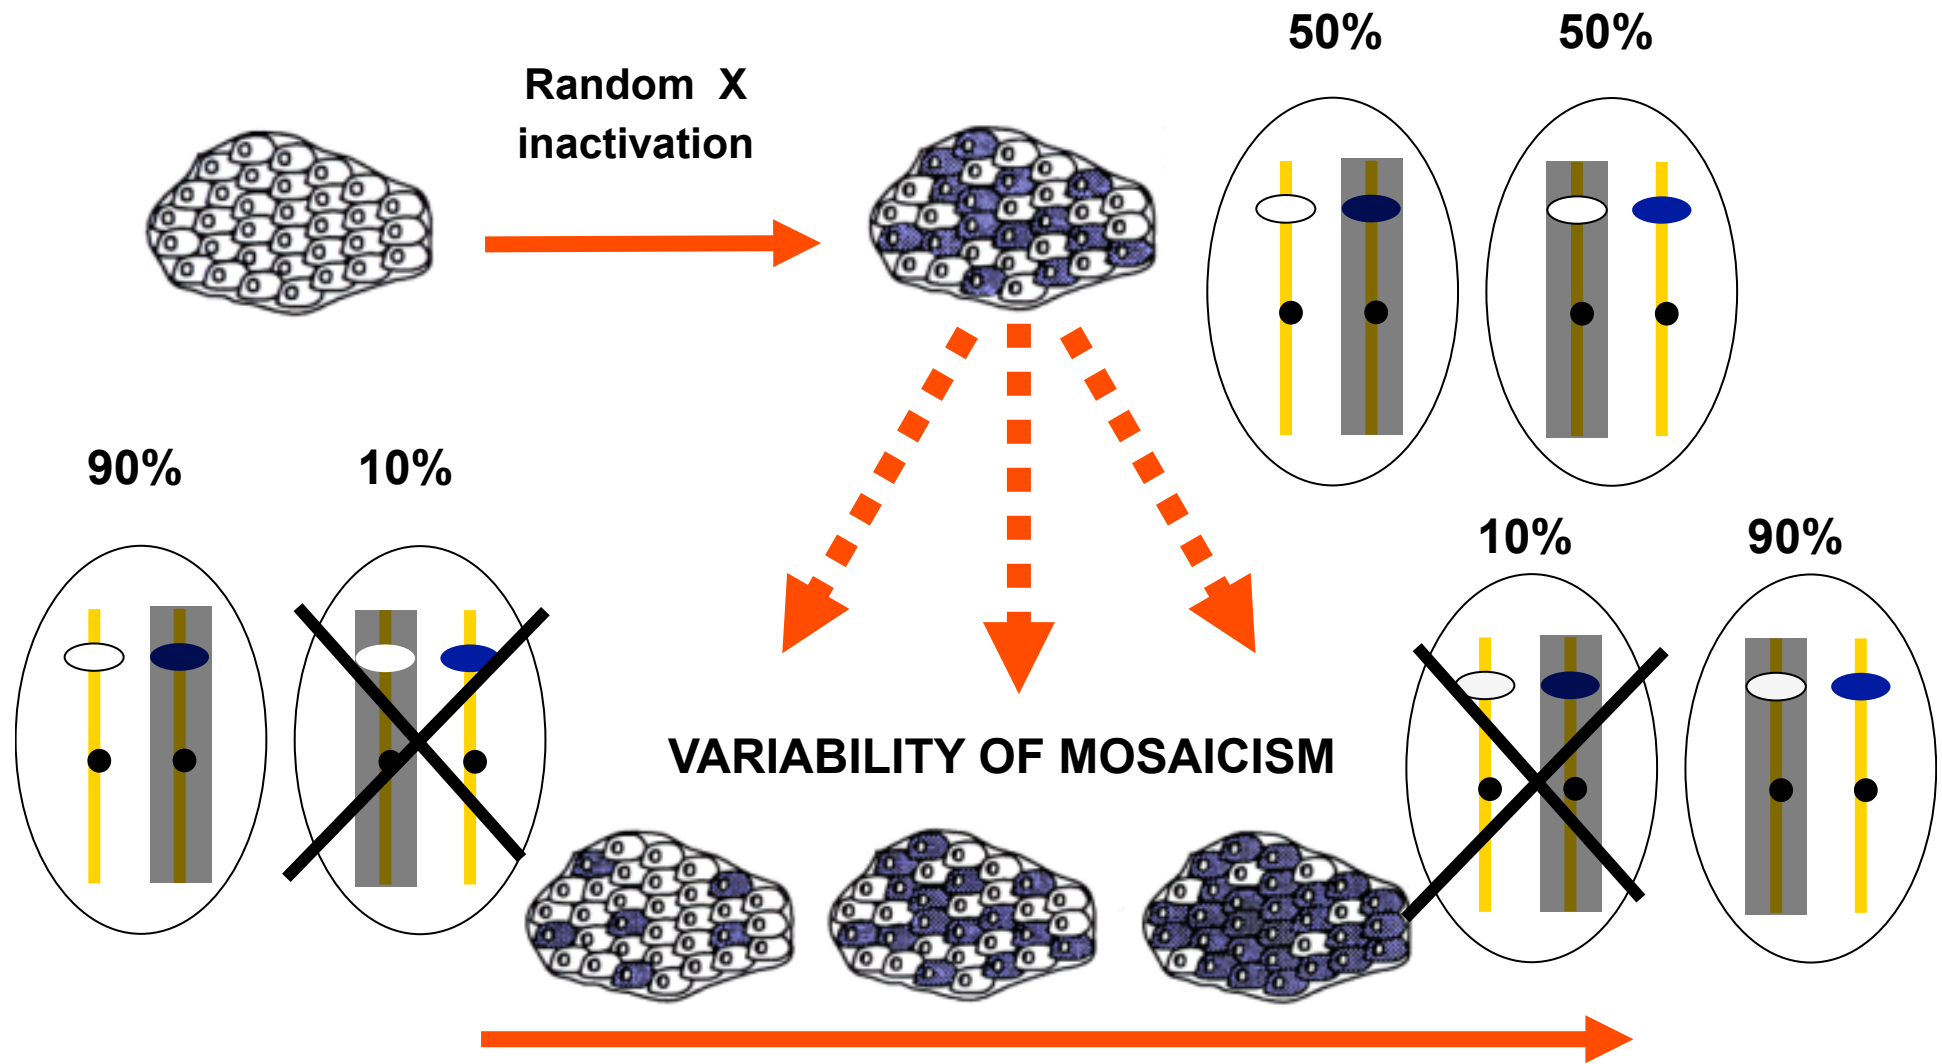 50% 50%
Random X
inactivation
90% 10%
10% 90%
VARIABILITY OF MOSAICISM